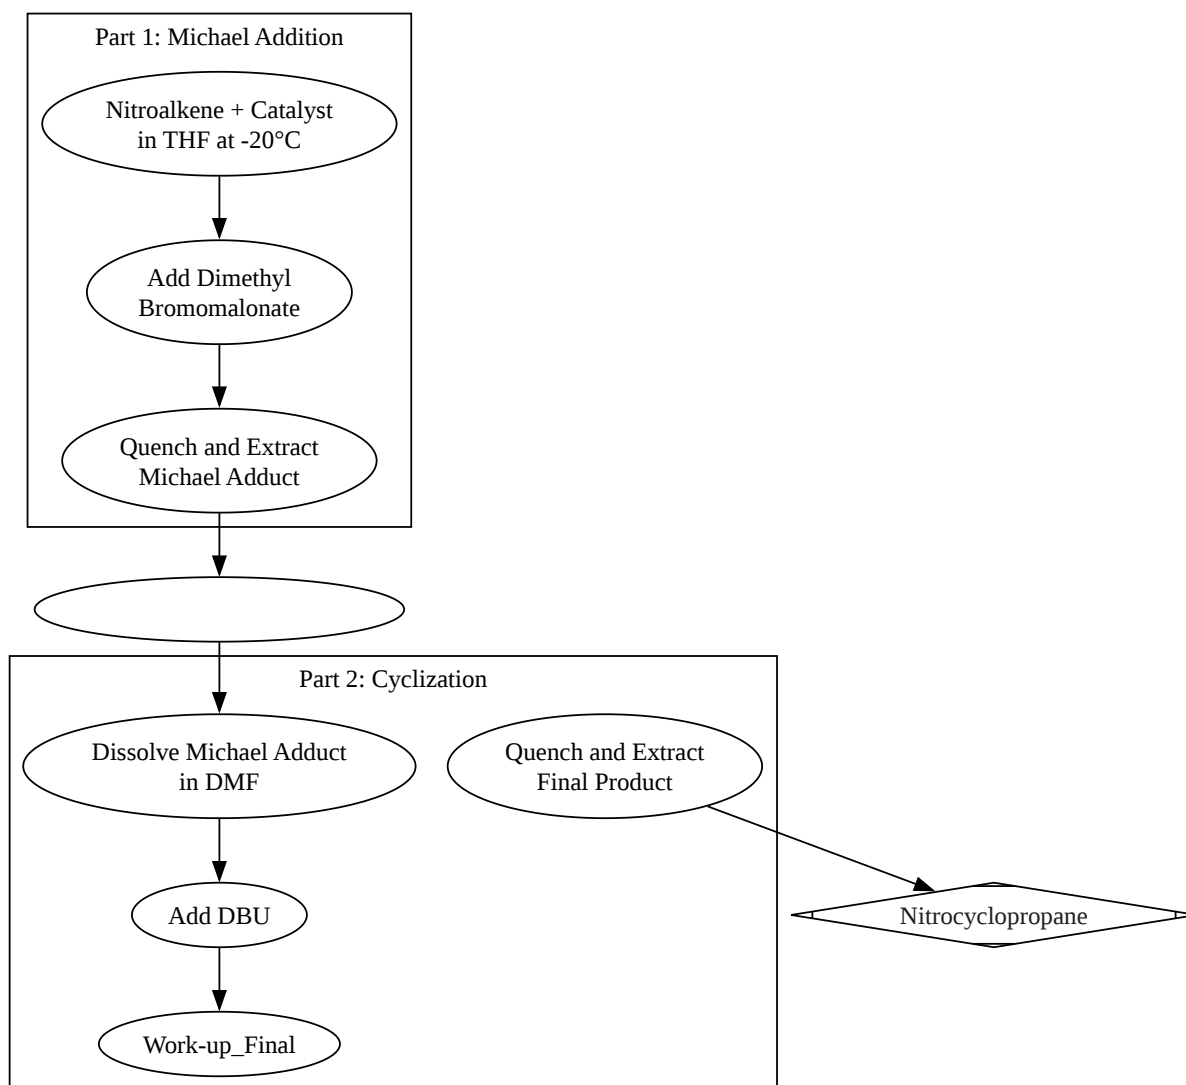 Part 1: Michael Addition
Nitroalkene + Catalyst
in THF at -20°C
Add Dimethyl
Bromomalonate
Quench and Extract
Michael Adduct
Part 2: Cyclization
Dissolve Michael Adduct
in DMF
Quench and Extract
Final Product
Add DBU
Nitrocyclopropane
Work-up_Final